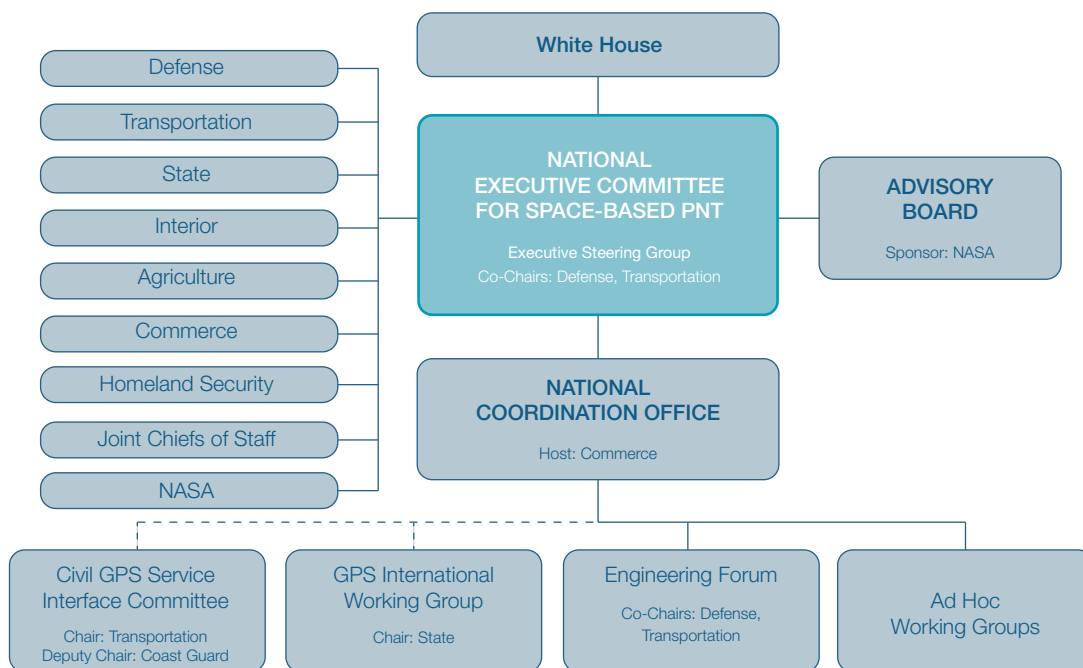 White House
Defense
Transportation
State
Interior
Agriculture
Commerce
Homeland Security
Joint Chiefs of Staff
NASA
NATIONAL
EXECUTIVE COMMITTEE
FOR SPACE-BASED PNT
Executive Steering Group
Co-Chairs: Defense, Transportation
ADVISORY
BOARD
Sponsor: NASA
NATIONAL
COORDINATION OFFICE
Host: Commerce
Civil GPS Service
Interface Committee
Chair: Transportation
Deputy Chair: Coast Guard
GPS International
Working Group
Chair: State
Engineering Forum
Co-Chairs: Defense,
Transportation
Ad Hoc
Working Groups